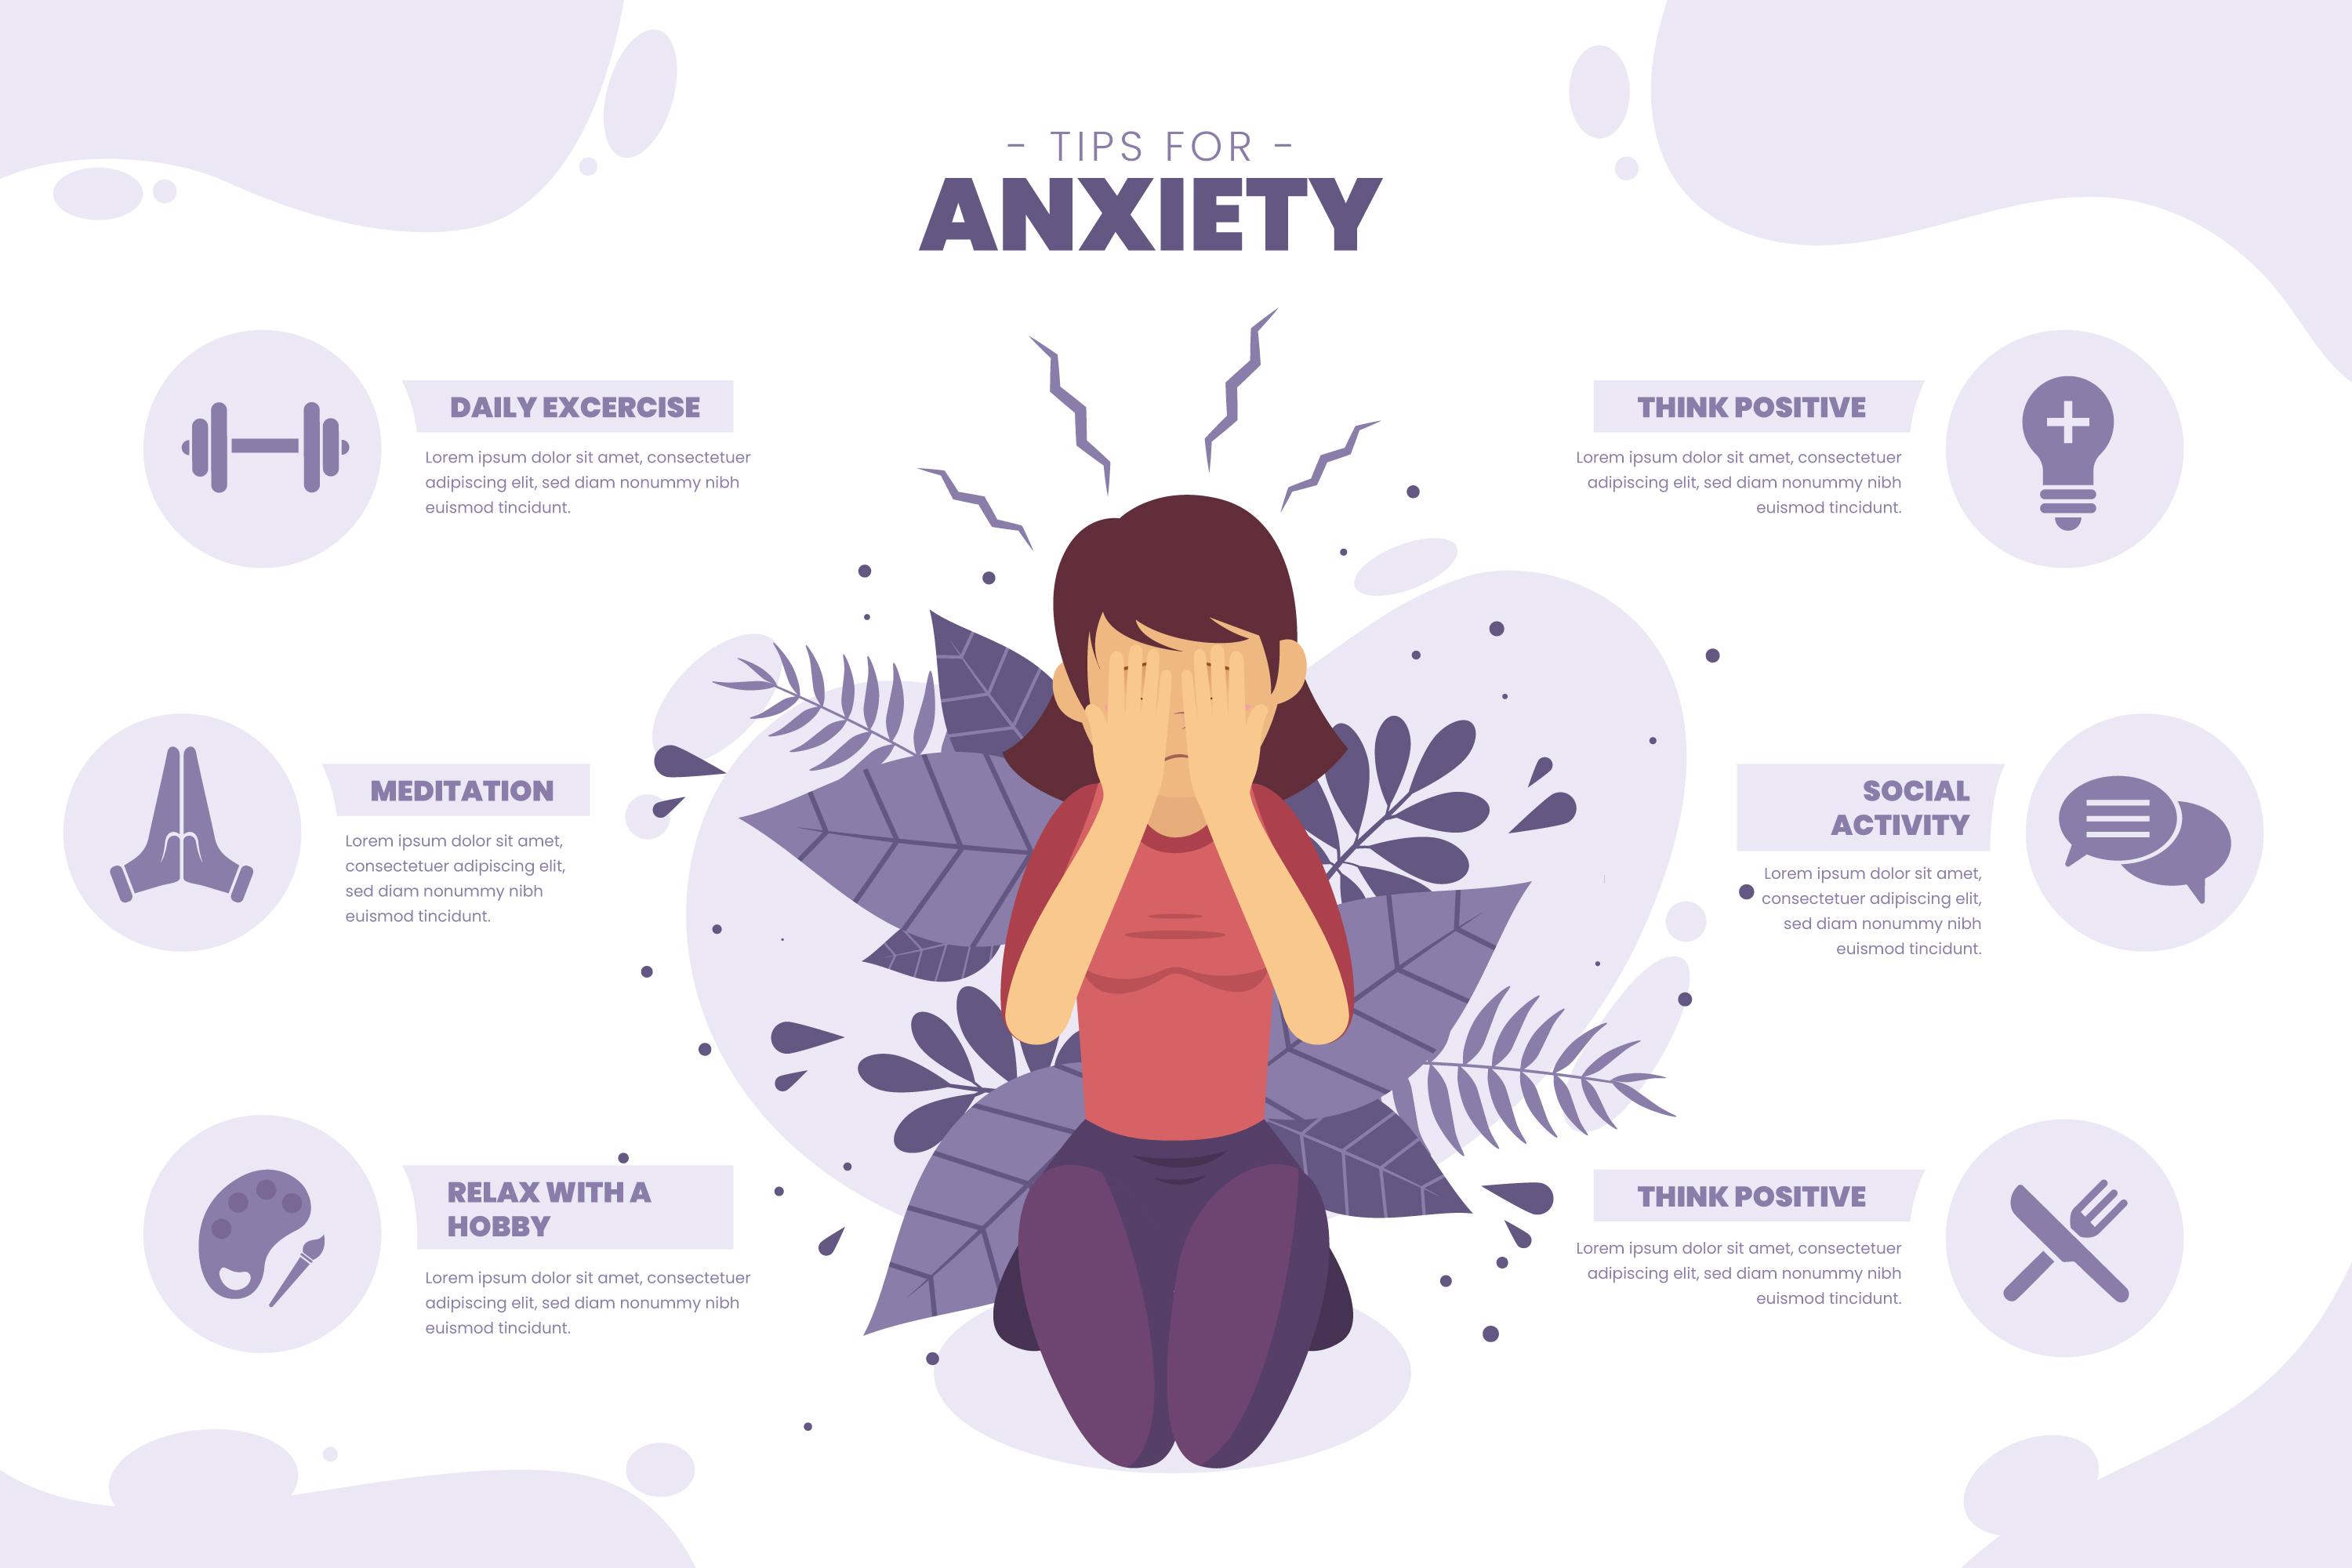 - TIPS FOR -
ANXIETY
DAILY EXCERCISE
Lorem ipsum dolor sit amet, consectetuer
adipiscing elit, sed diam nonummy nibh
euismod tincidunt.
MEDITATION
Lorem ipsum dolor sit amet,
consectetuer adipiscing elit,
sed diam nonummy nibh
euismod tincidunt.
RELAX WITH A
HOBBY
Lorem ipsum dolor sit amet, consectetuer
adipiscing elit, sed diam nonummy nibh
euismod tincidunt.
THINK POSITIVE
Lorem ipsum dolor sit amet, consectetuer
adipiscing elit, sed diam nonummy nibh
euismod tincidunt.
SOCIAL
ACTIVITY
Lorem ipsum dolor sit amet,
consectetuer adipiscing elit,
sed diam nonummy nibh
euismod tincidunt.
THINK POSITIVE
Lorem ipsum dolor sit amet, consectetuer
adipiscing elit, sed diam nonummy nibh
euismod tincidunt.